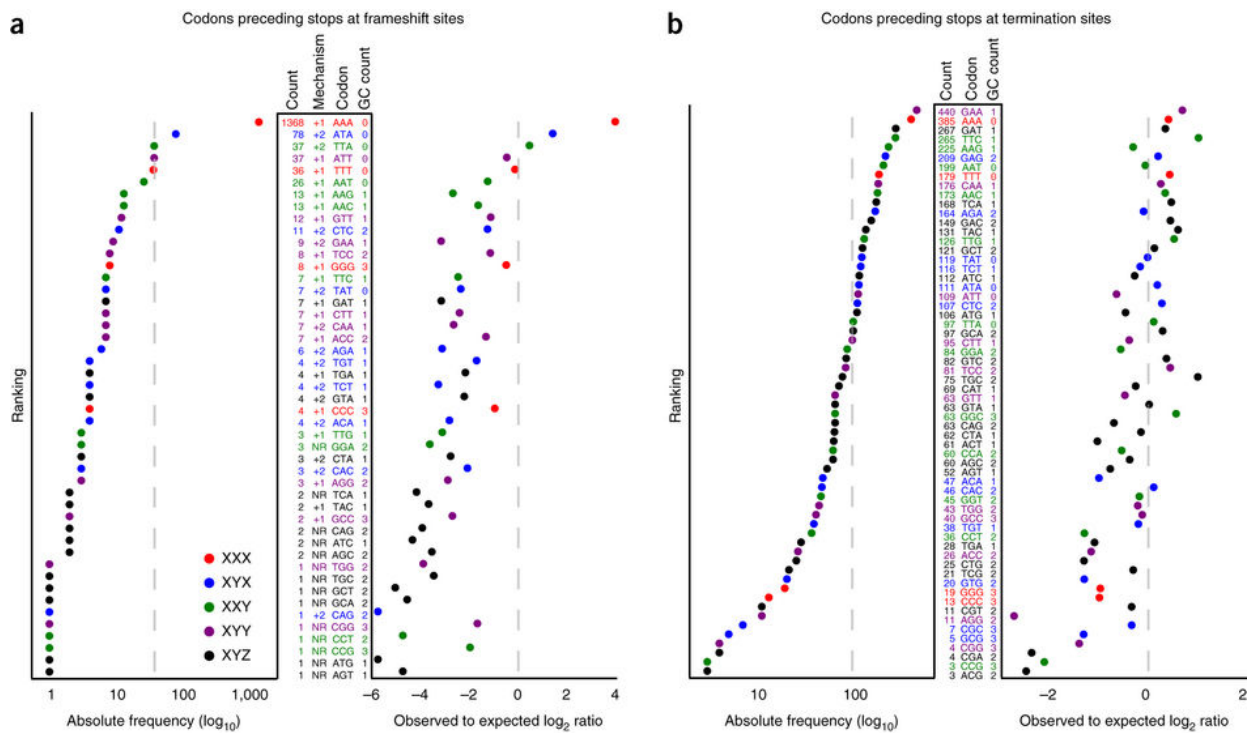 a
Codons preceding stops at frameshift sites
Count
Mechanism
Codon
GC count
1368 +1 AAA 0
78 +2 ATA 0
37 +2 TTA 0
37 +1 ATT 0
36 +1 TTT 0
26 +1 AAT 0
13 +1 AAG 1
13 +1 AAC 1
12 +1 GTT 1
11 +2 CTC 2
9 +2 GAA 1
8 +1 TCC 2
8 +1 GGG 3
7 +1 TTC 1
7 +2 TAT 0
7 +1 GAT 1
7 +1 CTT 1
7 +2 CAA 1
7 +1 ACC 2
6 +2 AGA 1
4 +2 TGT 1
4 +1 TGA 1
4 +2 TCT 1
4 +2 GTA 1
4 +1 CCC 3
4 +2 ACA 1
3 +1 TTG 1
3 NR GGA 2
3 +2 CTA 1
3 +2 CAC 2
3 +1 AGG 2
2 NR TCA 1
2 +1 TAC 1
2 +1 GCC 3
2 NR CAG 2
2 NR ATC 1
2 NR AGC 2
1 NR TGG 2
1 NR TGC 2
1 NR GCT 2
1 NR GCA 2
1 +2 CAG 2
1 NR CGG 3
1 NR CCT 2
1 NR CCG 3
1 NR ATG 1
1 NR AGT 1
Ranking
XXX
XYX
XXY
XYY
XYZ
1 10 100 1,000
Absolute frequency (log10)
−6 −4 −2 0 2 4
Observed to expected log2 ratio
b
Codons preceding stops at termination sites
Count
Codon
GC count
440 GAA 1
385 AAA 0
267 GAT 1
265 TTC 1
225 AAG 1
209 GAG 2
199 AAT 0
179 TTT 0
176 CAA 1
173 AAC 1
168 TCA 1
164 AGA 2
149 GAC 2
131 TAC 1
126 TTG 1
121 GCT 2
119 TAT 0
116 TCT 1
112 ATC 1
111 ATA 0
109 ATT 0
107 CTC 2
106 ATG 1
97 TTA 0
97 GCA 2
95 CTT 1
84 GGA 2
82 GTC 2
81 TCC 2
75 TGC 2
69 CAT 1
63 GTT 1
63 GTA 1
63 GGC 3
63 CAG 2
62 CTA 1
61 ACT 1
60 CCA 2
60 AGC 2
52 AGT 1
47 ACA 1
46 CAC 2
45 GGT 2
43 TGG 2
40 GCC 3
38 TGT 1
36 CCT 2
28 TGA 1
26 ACC 2
25 CTG 2
21 TCG 2
20 GTG 2
19 GGG 3
13 CCC 3
11 CGT 2
11 AGG 2
7 CGC 3
5 GCG 3
4 CGG 3
4 CGA 2
3 CCG 3
3 ACG 2
Ranking
10 100
Absolute frequency (log10)
−2 0 2
Observed to expected log2 ratio